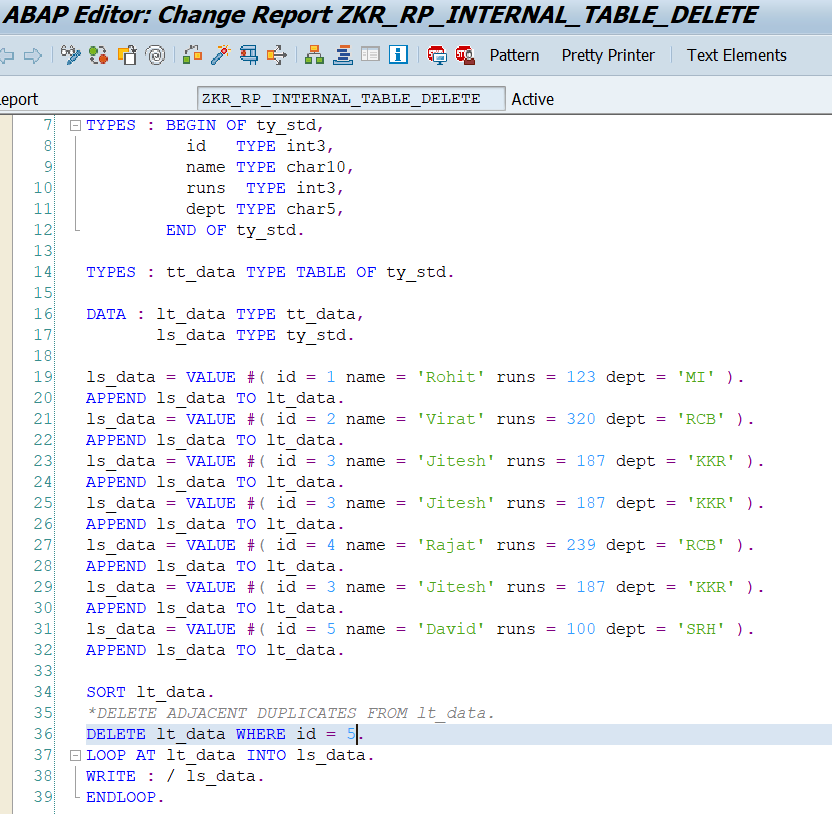 ABAP Editor: Change Report ZKR_RP_INTERNAL_TABLE_DELETE
Pattern Pretty Printer Text Elements
eport ZKR_RP_INTERNAL_TABLE_DELETE Active
7 TYPES : BEGIN OF ty_std,
8 id TYPE int3,
9 name TYPE char10,
10 runs TYPE int3,
11 dept TYPE char5,
12 END OF ty_std.
13
14 TYPES : tt_data TYPE TABLE OF ty_std.
15
16 DATA : lt_data TYPE tt_data,
17 ls_data TYPE ty_std.
18
19 ls_data = VALUE #( id = 1 name = 'Rohit' runs = 123 dept = 'MI' ).
20 APPEND ls_data TO lt_data.
21 ls_data = VALUE #( id = 2 name = 'Virat' runs = 320 dept = 'RCB' ).
22 APPEND ls_data TO lt_data.
23 ls_data = VALUE #( id = 3 name = 'Jitesh' runs = 187 dept = 'KKR' ).
24 APPEND ls_data TO lt_data.
25 ls_data = VALUE #( id = 3 name = 'Jitesh' runs = 187 dept = 'KKR' ).
26 APPEND ls_data TO lt_data.
27 ls_data = VALUE #( id = 4 name = 'Rajat' runs = 239 dept = 'RCB' ).
28 APPEND ls_data TO lt_data.
29 ls_data = VALUE #( id = 3 name = 'Jitesh' runs = 187 dept = 'KKR' ).
30 APPEND ls_data TO lt_data.
31 ls_data = VALUE #( id = 5 name = 'David' runs = 100 dept = 'SRH' ).
32 APPEND ls_data TO lt_data.
33
34 SORT lt_data.
35 *DELETE ADJACENT DUPLICATES FROM lt_data.
36 DELETE lt_data WHERE id = 5.
37 LOOP AT lt_data INTO ls_data.
38 WRITE : / ls_data.
39 ENDLOOP.